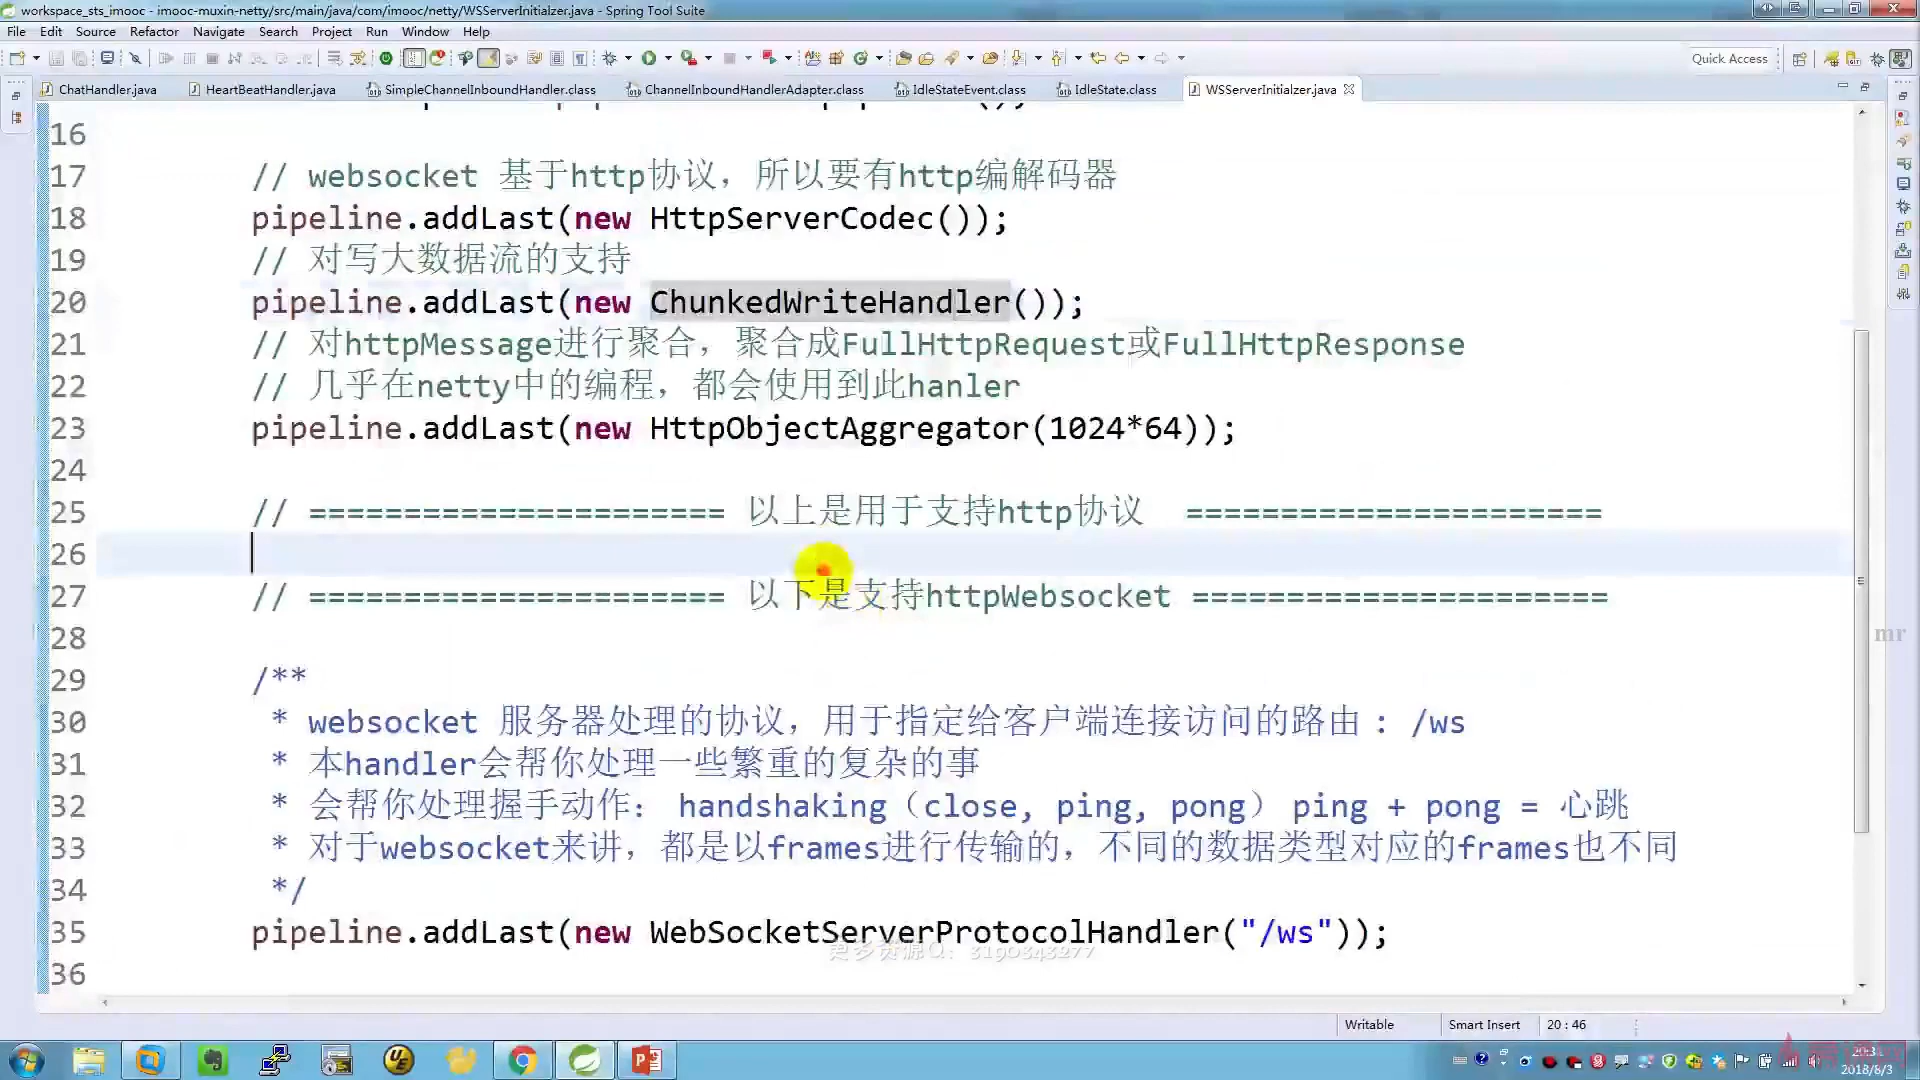 workspace_sts_imooc - imooc-muxin-netty/src/main/java/com/imooc/netty/WSServerInitialzer.java - Spring Tool Suite
File Edit Source Refactor Navigate Search Project Run Window Help
Quick Access
ChatHandler.java HeartBeatHandler.java SimpleChannelInboundHandler.class ChannelInboundHandlerAdapter.class IdleStateEvent.class IdleState.class WSServerInitialzer.java
16
17 // websocket 基于http协议，所以要有http编解码器
18 pipeline.addLast(new HttpServerCodec());
19 // 对写大数据流的支持
20 pipeline.addLast(new ChunkedWriteHandler());
21 // 对httpMessage进行聚合，聚合成FullHttpRequest或FullHttpResponse
22 // 几乎在netty中的编程，都会使用到此hanler
23 pipeline.addLast(new HttpObjectAggregator(1024*64));
24
25 // ====================== 以上是用于支持http协议 ======================
26
27 // ====================== 以下是支持httpWebsocket ======================
28
29 /**
30 * websocket 服务器处理的协议，用于指定给客户端连接访问的路由 : /ws
31 * 本handler会帮你处理一些繁重的复杂的事
32 * 会帮你处理握手动作： handshaking（close, ping, pong） ping + pong = 心跳
33 * 对于websocket来讲，都是以frames进行传输的，不同的数据类型对应的frames也不同
34 */
35 pipeline.addLast(new WebSocketServerProtocolHandler("/ws"));
更多资源Q：3190343277
36
mr
Writable Smart Insert 20 : 46
2018/6/3